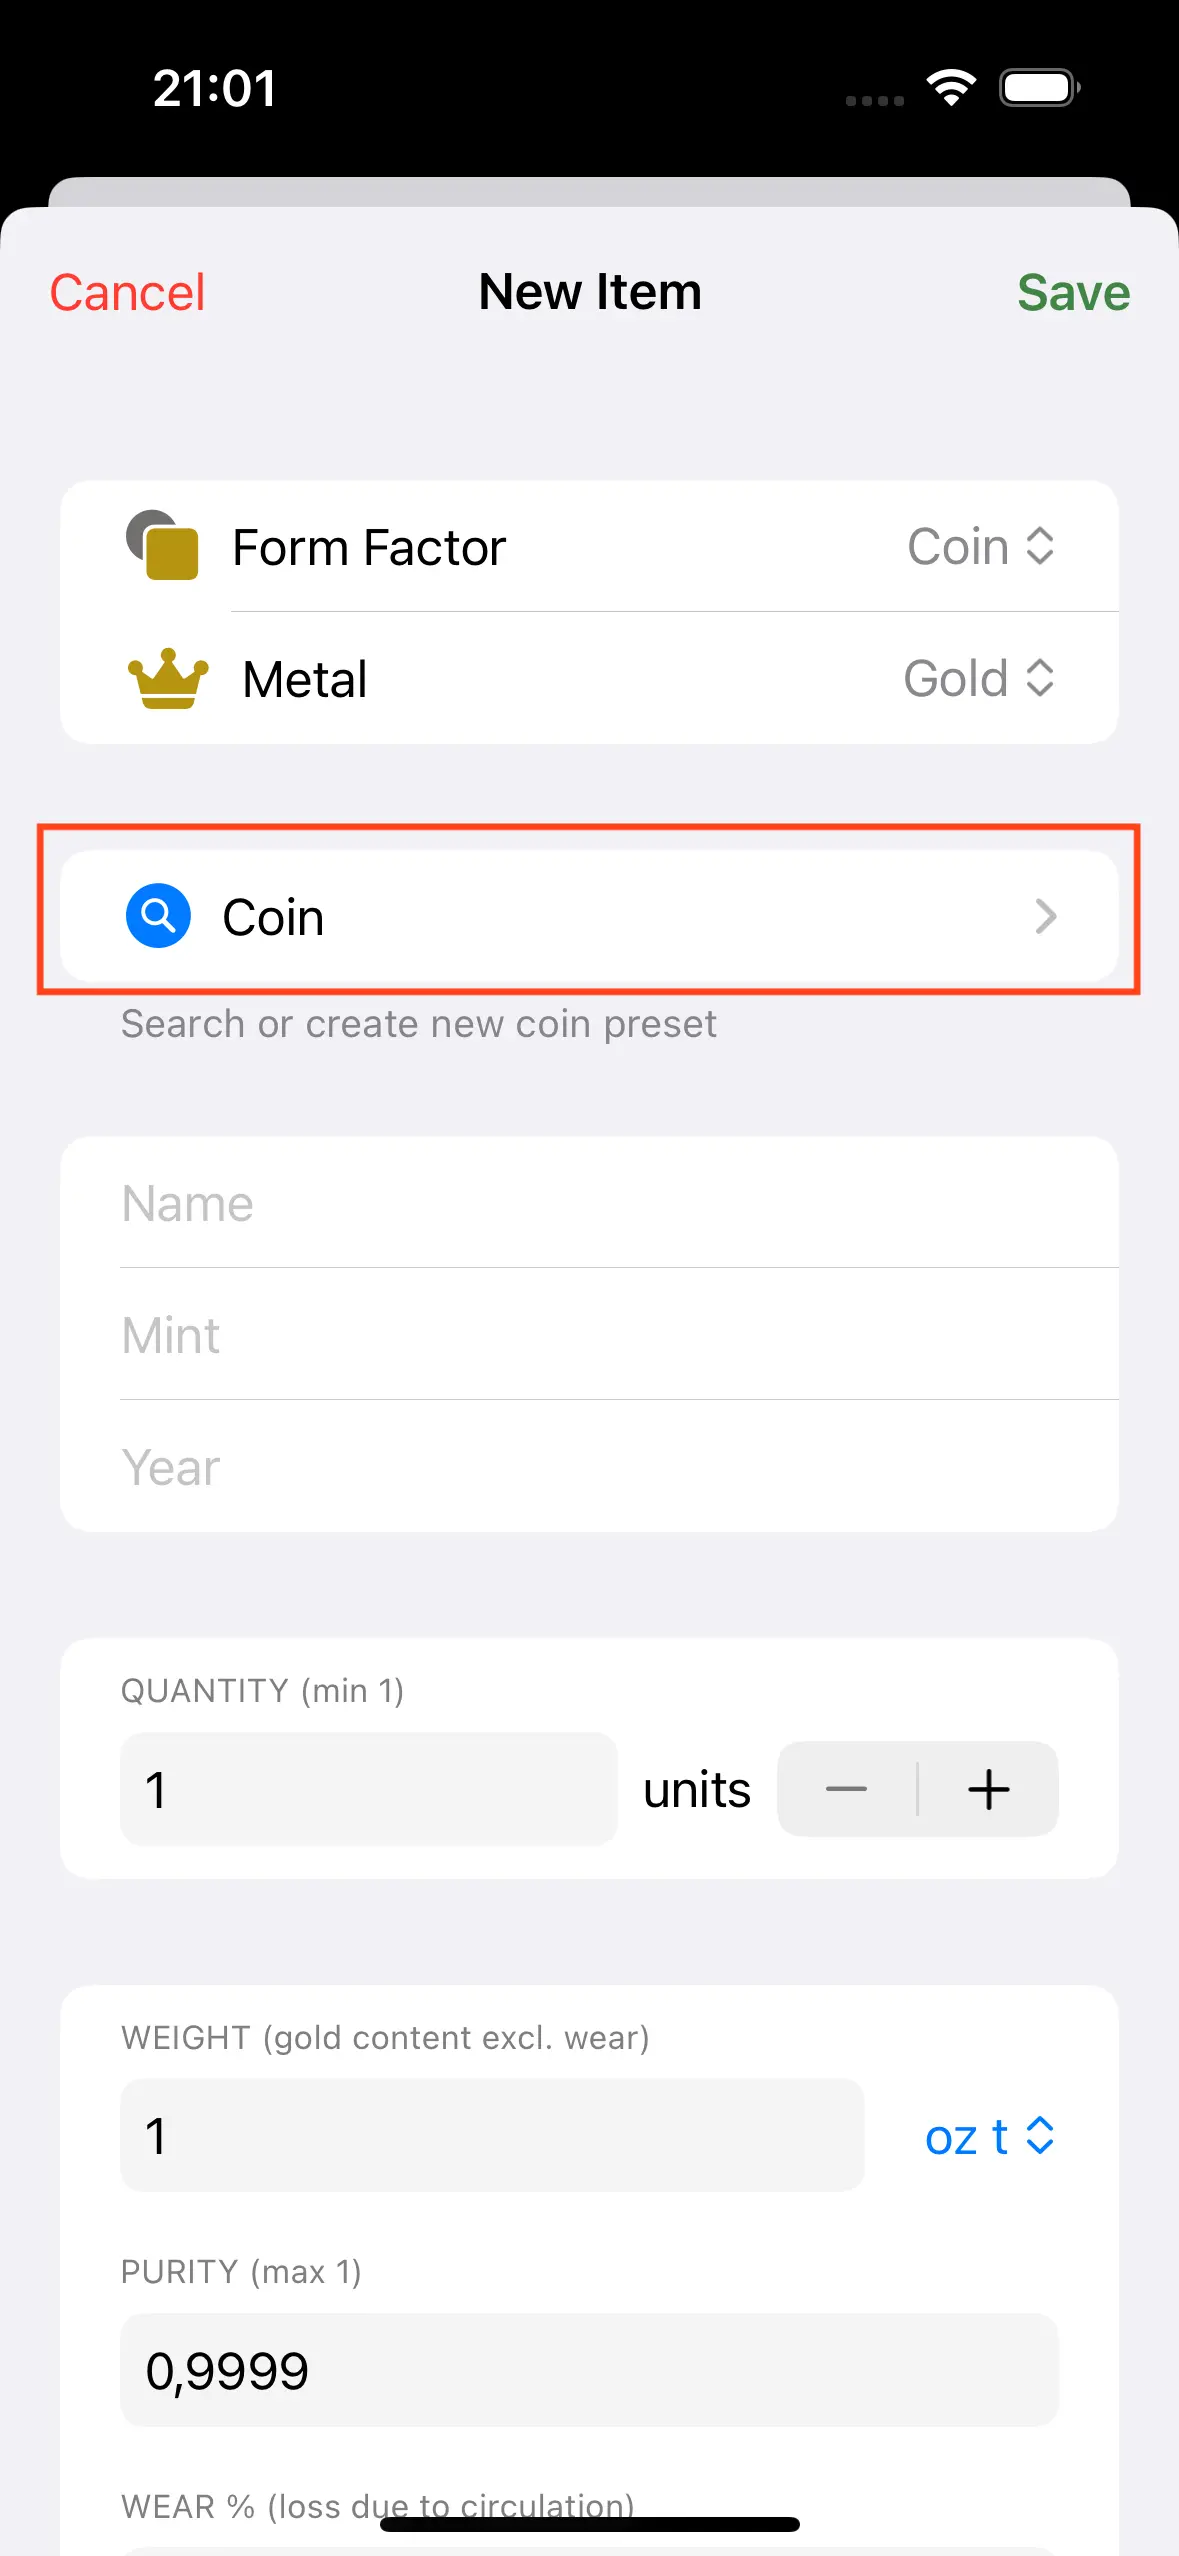 21:01
Cancel New Item Save
Form Factor Coin
Metal Gold
Coin
Search or create new coin preset
Name
Mint
Year
QUANTITY (min 1)
1 units
WEIGHT (gold content excl. wear)
1 oz t
PURITY (max 1)
0,9999
WEAR % (loss due to circulation)